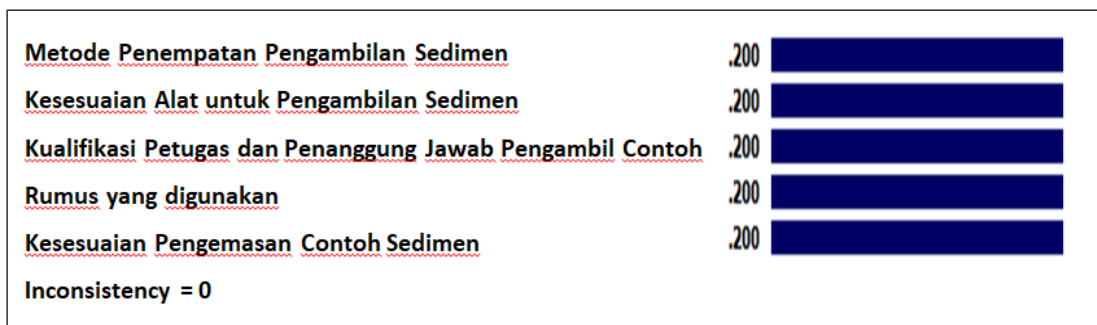 Metode Penempatan Pengambilan Sedimen .200
Kesesuaian Alat untuk Pengambilan Sedimen .200
Kualifikasi Petugas dan Penanggung Jawab Pengambil Contoh .200
Rumus yang digunakan .200
Kesesuaian Pengemasan Contoh Sedimen .200
Inconsistency = 0